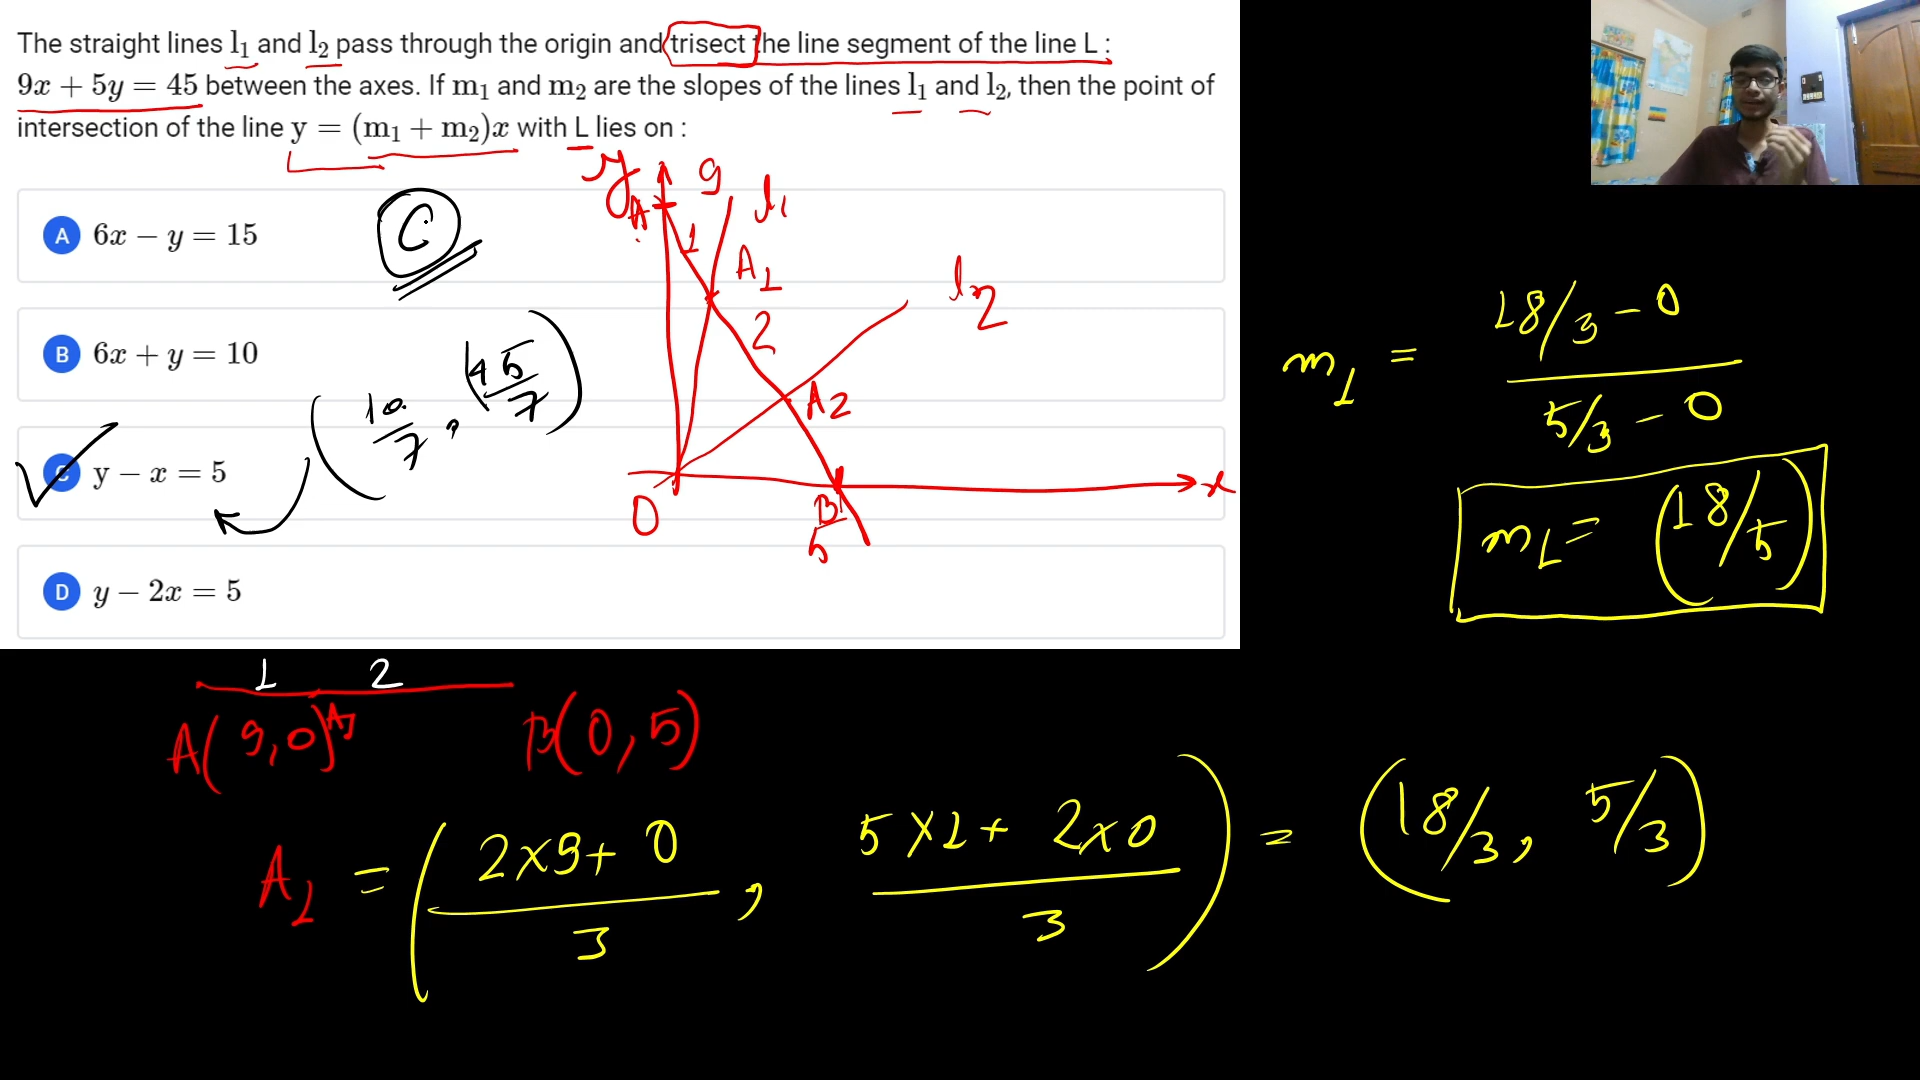 The straight lines l₁ and l₂ pass through the origin and trisect the line segment of the line L :
9x + 5y = 45 between the axes. If m₁ and m₂ are the slopes of the lines l₁ and l₂, then the point of
intersection of the line y = (m₁ + m₂)x with L lies on :
A 6x − y = 15
B 6x + y = 10
C y − x = 5
D y − 2x = 5
C
(10/7, 45/7)
y
9
A
l₁
1
A₁
2
l₂
A₂
O
B
5
x
m₁ = (18/3 − 0)/(5/3 − 0)
m₁ = (18/5)
1 2
A(9,0) A₁ B(0,5)
A₁ = ((2×9+ 0)/3, (5×1+ 2×0)/3) = (18/3, 5/3)